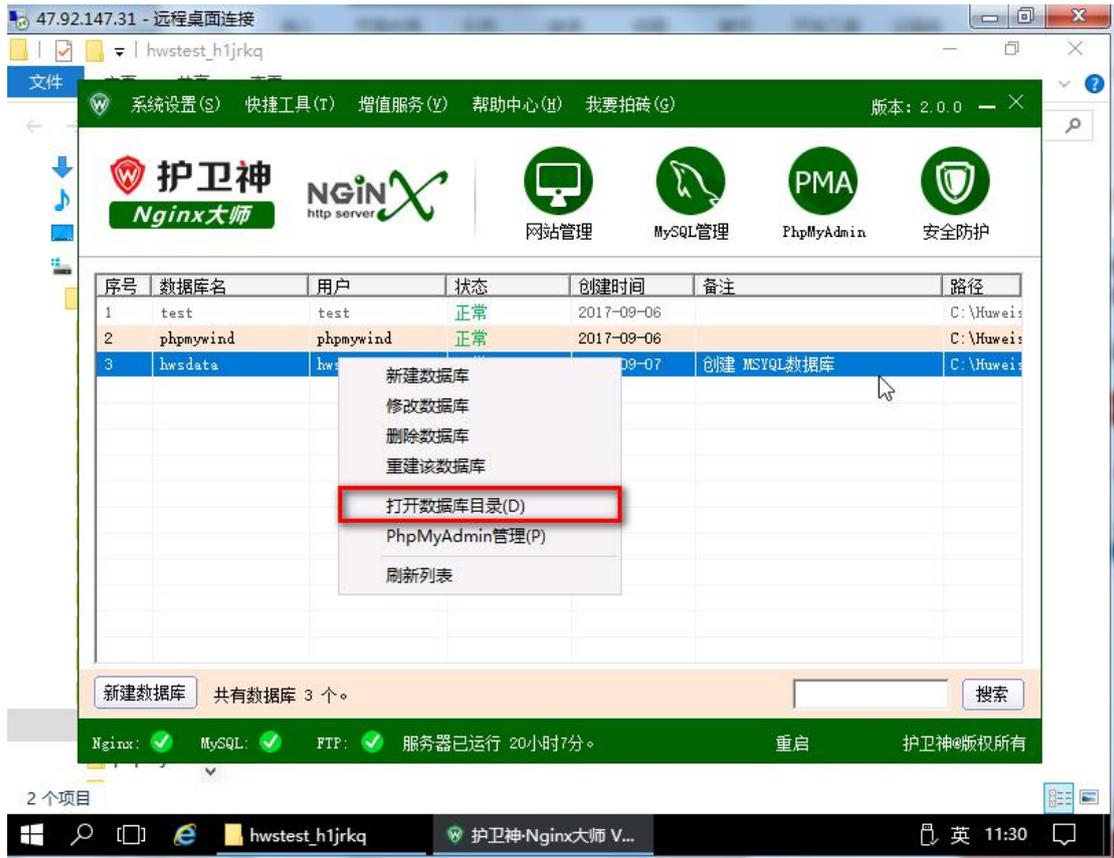 47.92.147.31 - 远程桌面连接
hwstest_h1jrkq
文件
系统设置(S) 快捷工具(T) 增值服务(V) 帮助中心(H) 我要拍砖(G) 版本: 2.0.0
护卫神
Nginx大师
NGiNX
http server
PMA
网站管理 MySQL管理 PhpMyAdmin 安全防护
序号 数据库名 用户 状态 创建时间 备注 路径
1 test test 正常 2017-09-06 C:\Huweis
2 phpmywind phpmywind 正常 2017-09-06 C:\Huweis
3 hwsdata hws 09-07 创建 MSYQL数据库 C:\Huweis
新建数据库
修改数据库
删除数据库
重建该数据库
打开数据库目录(D)
PhpMyAdmin管理(P)
刷新列表
新建数据库 共有数据库 3 个。 搜索
Nginx: MySQL: FTP: 服务器已运行 20小时7分。 重启 护卫神@版权所有
2 个项目
hwstest_h1jrkq 护卫神·Nginx大师 V... 英 11:30